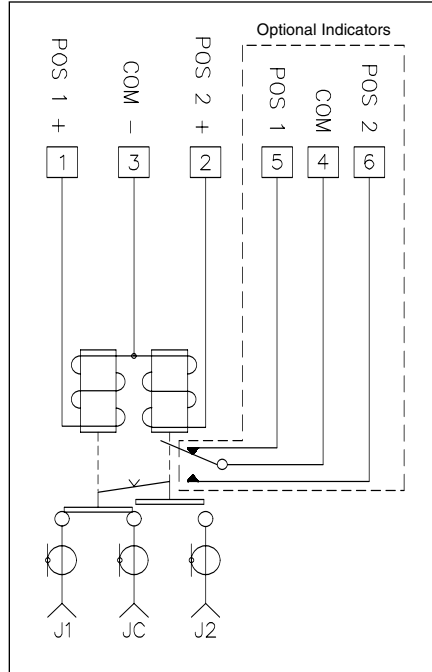 Optional Indicators
POS 1 +
COM -
POS 2 +
POS 1
COM
POS 2
1
3
2
5
4
6
J1
JC
J2